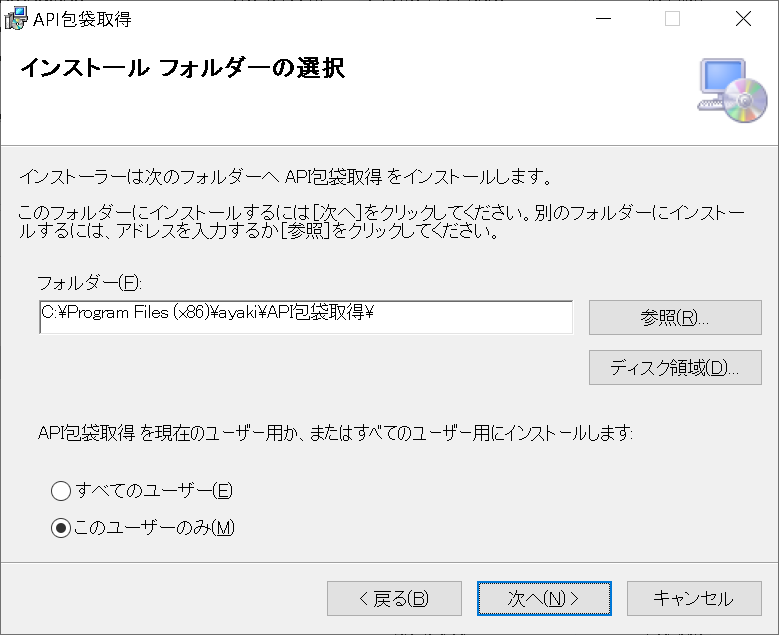 API包袋取得
インストール フォルダーの選択
インストーラーは次のフォルダーへ API包袋取得 をインストールします。
このフォルダーにインストールするには[次へ]をクリックしてください。別のフォルダーにインストー
ルするには、アドレスを入力するか[参照]をクリックしてください。
フォルダー(F):
C:¥Program Files (x86)¥ayaki¥API包袋取得¥
参照(R)...
ディスク領域(D)...
API包袋取得 を現在のユーザー用か、またはすべてのユーザー用にインストールします:
すべてのユーザー(E)
このユーザーのみ(M)
< 戻る(B)
次へ(N) >
キャンセル